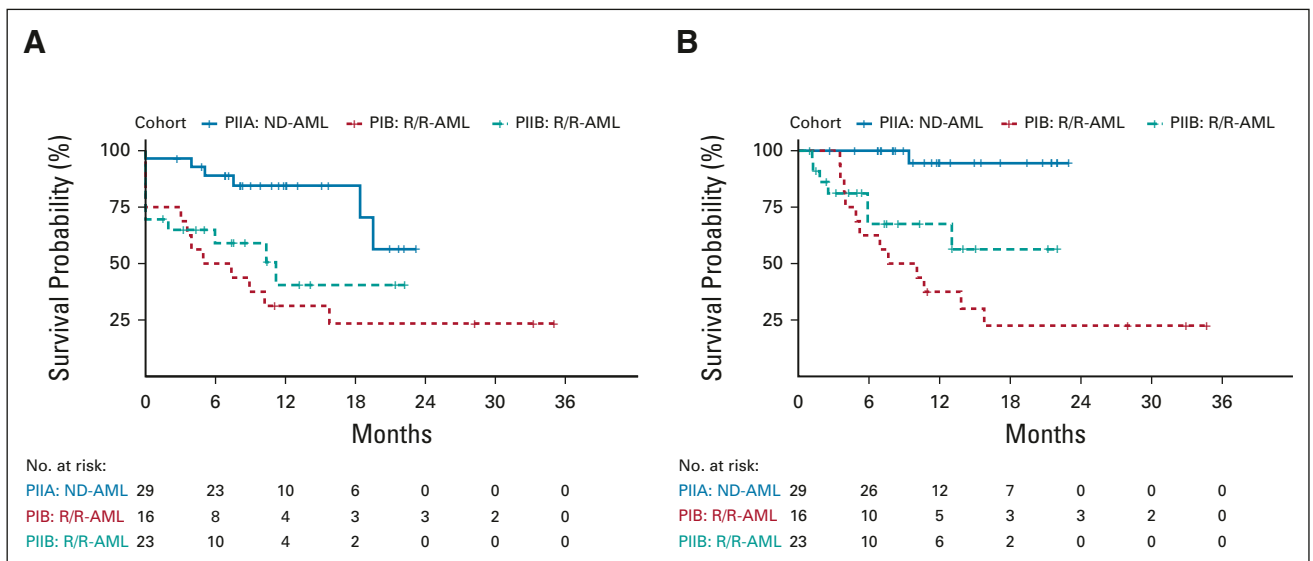 A
Cohort PIIA: ND-AML PIB: R/R-AML PIIB: R/R-AML
Survival Probability (%)
100
75
50
25
0 6 12 18 24 30 36
Months
No. at risk:
PIIA: ND-AML 29 23 10 6 0 0 0
PIB: R/R-AML 16 8 4 3 3 2 0
PIIB: R/R-AML 23 10 4 2 0 0 0
B
Cohort PIIA: ND-AML PIB: R/R-AML PIIB: R/R-AML
Survival Probability (%)
100
75
50
25
0 6 12 18 24 30 36
Months
No. at risk:
PIIA: ND-AML 29 26 12 7 0 0 0
PIB: R/R-AML 16 10 5 3 3 2 0
PIIB: R/R-AML 23 10 6 2 0 0 0